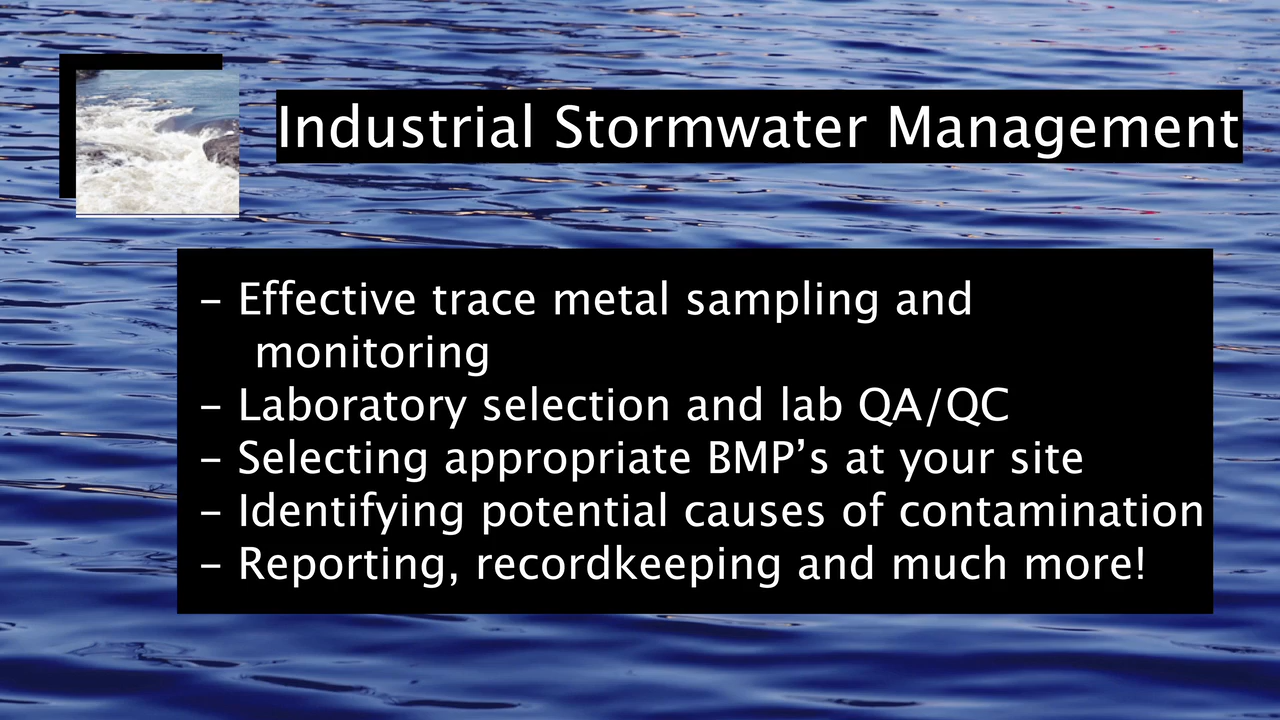 Industrial Stormwater Management
– Effective trace metal sampling and
monitoring
– Laboratory selection and lab QA/QC
– Selecting appropriate BMP’s at your site
– Identifying potential causes of contamination
– Reporting, recordkeeping and much more!